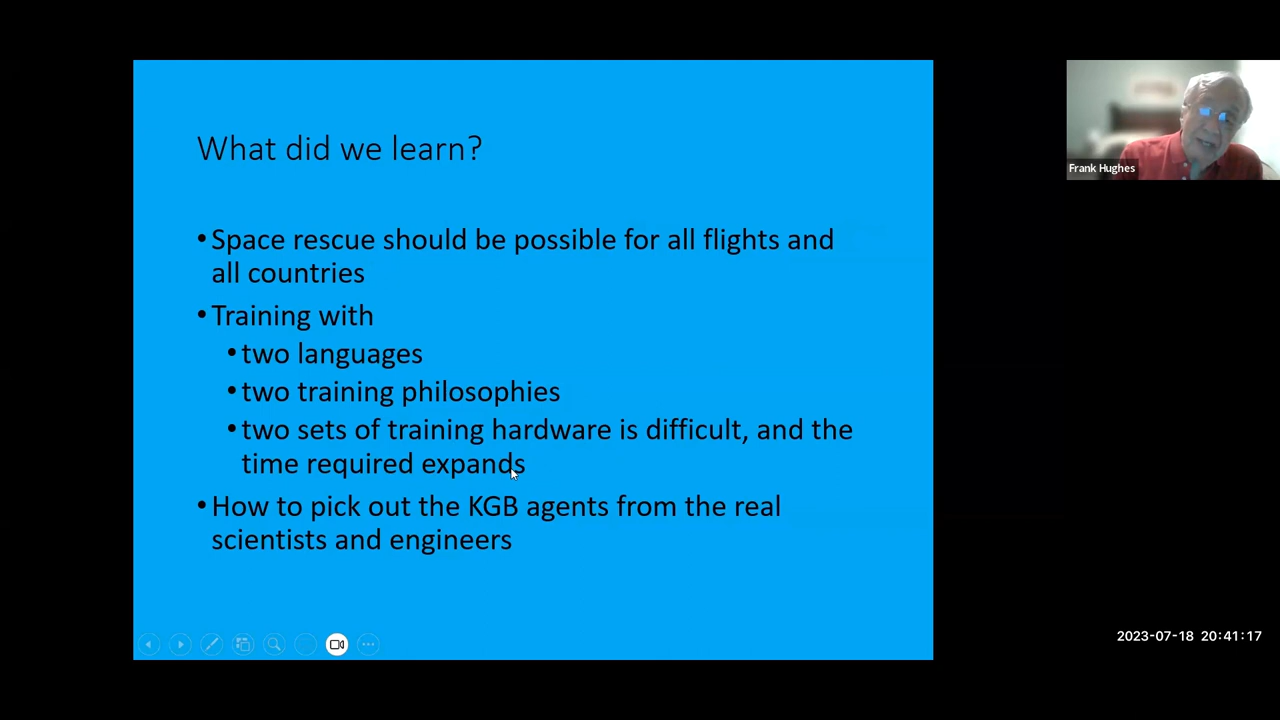 What did we learn?
• Space rescue should be possible for all flights and
all countries
• Training with
• two languages
• two training philosophies
• two sets of training hardware is difficult, and the
time required expands
• How to pick out the KGB agents from the real
scientists and engineers
Frank Hughes
2023-07-18 20:41:17